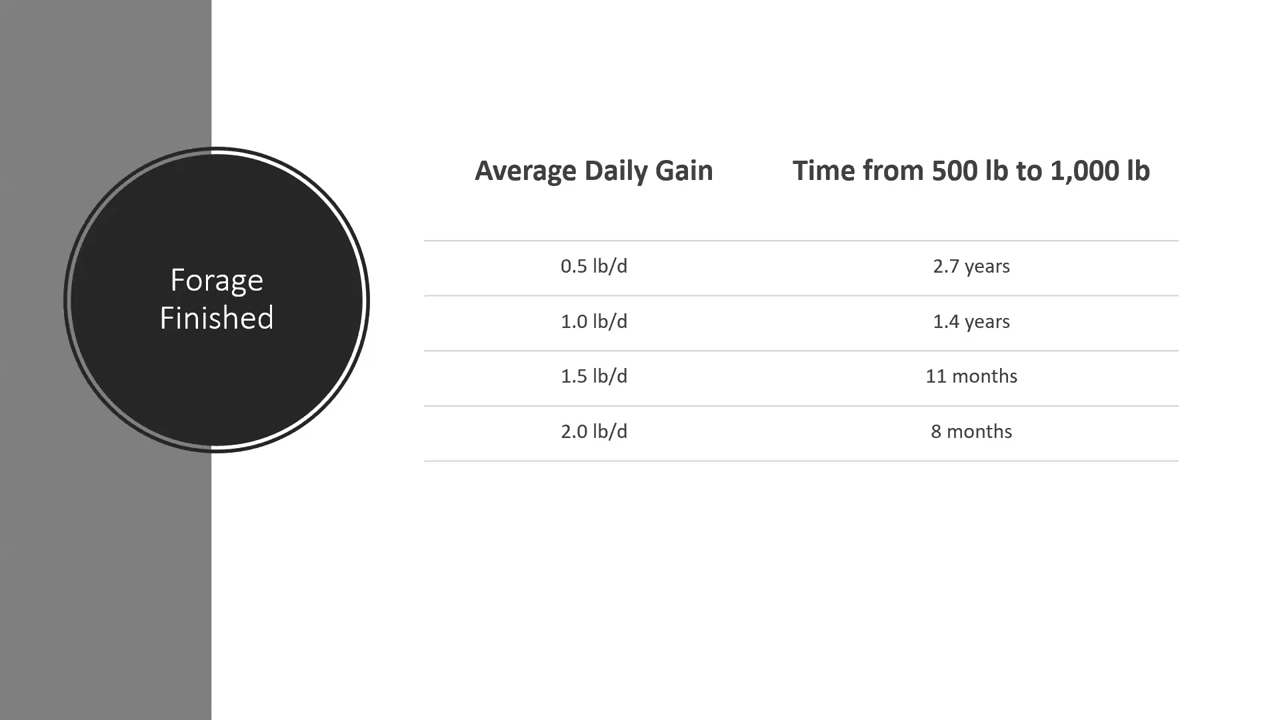 Forage
Finished
Average Daily Gain Time from 500 lb to 1,000 lb
0.5 lb/d 2.7 years
1.0 lb/d 1.4 years
1.5 lb/d 11 months
2.0 lb/d 8 months